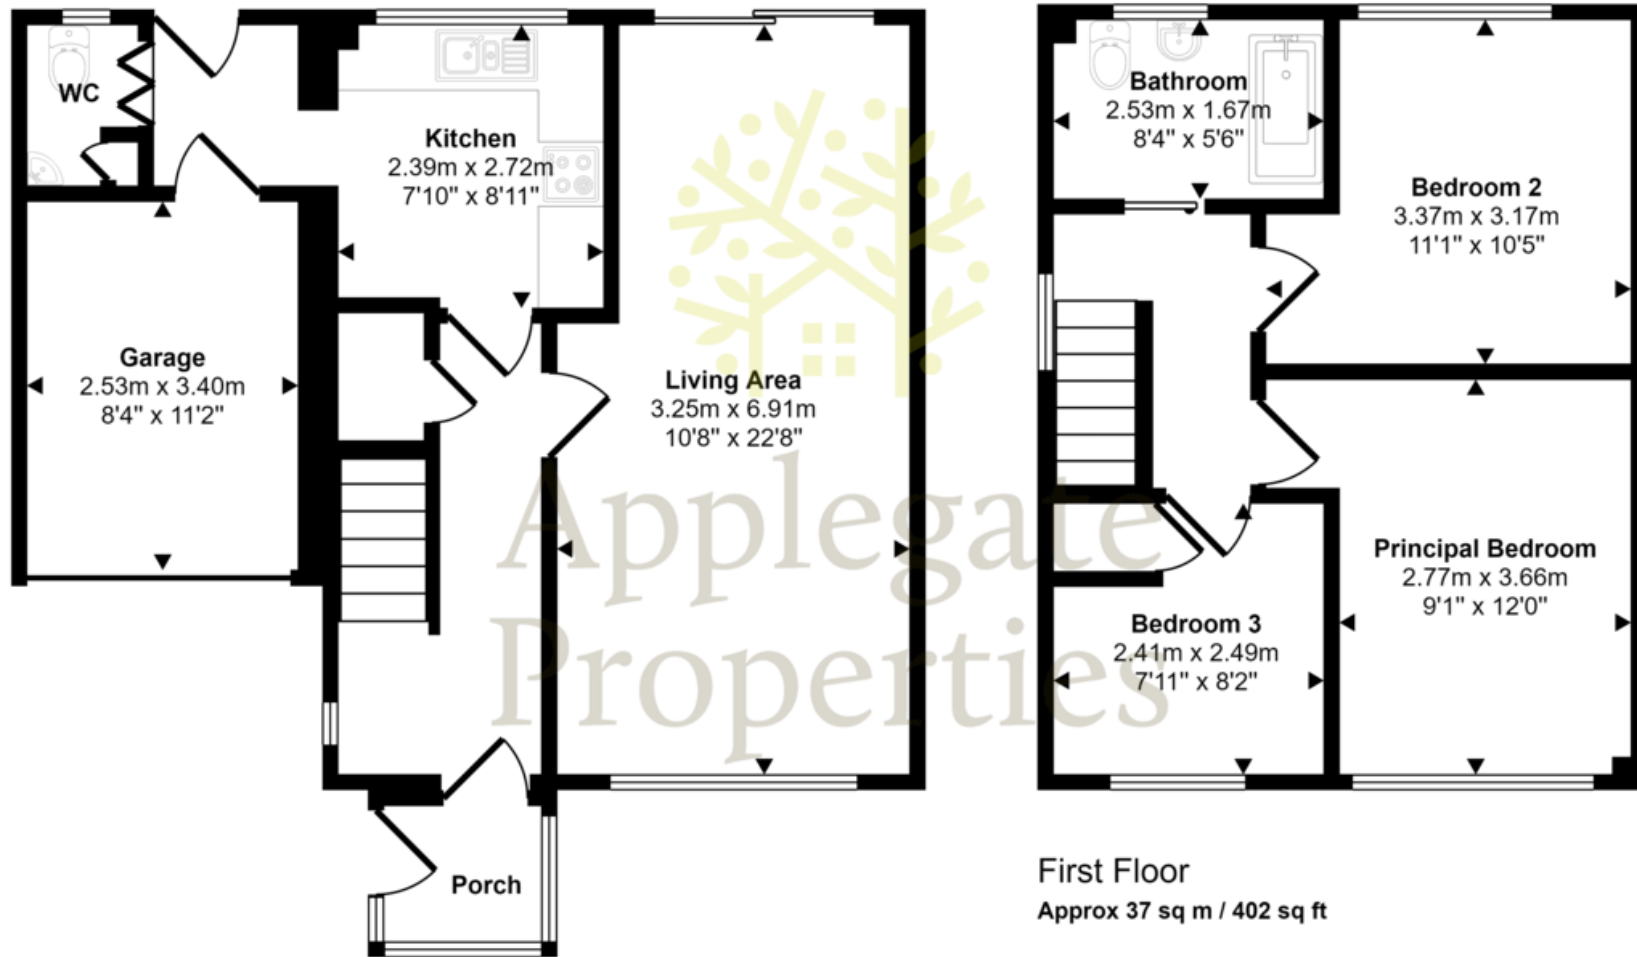 WC
Kitchen
2.39m x 2.72m
7'10" x 8'11"
Garage
2.53m x 3.40m
8'4" x 11'2"
Living Area
3.25m x 6.91m
10'8" x 22'8"
Porch
Bathroom
2.53m x 1.67m
8'4" x 5'6"
Bedroom 2
3.37m x 3.17m
11'1" x 10'5"
Principal Bedroom
2.77m x 3.66m
9'1" x 12'0"
Bedroom 3
2.41m x 2.49m
7'11" x 8'2"
First Floor
Approx 37 sq m / 402 sq ft
Applegate
Properties